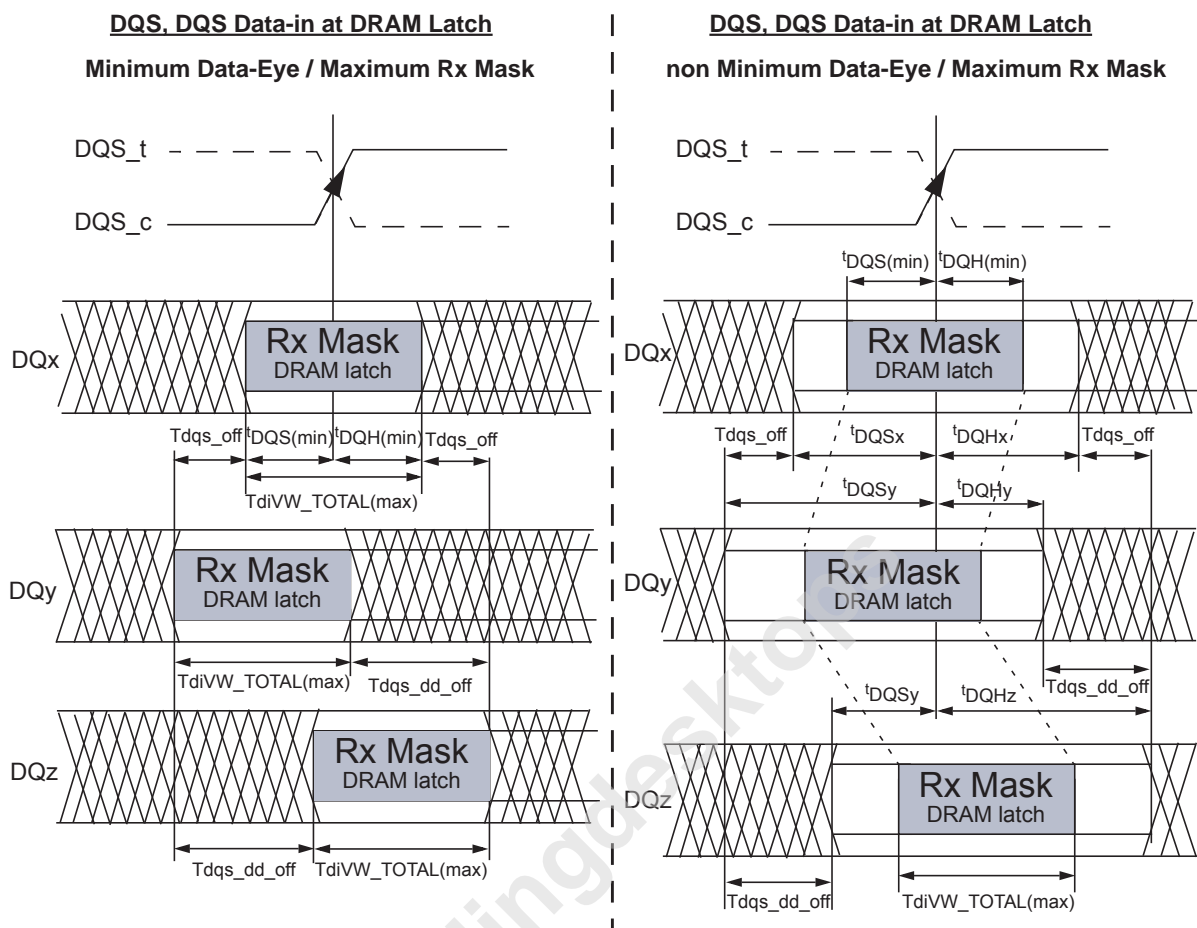 DQS, DQS Data-in at DRAM Latch
Minimum Data-Eye / Maximum Rx Mask
DQS_t
DQS_c
DQx
Rx Mask
DRAM latch
Tdqs_off
tDQS(min)
tDQH(min)
Tdqs_off
TdiVW_TOTAL(max)
DQy
Rx Mask
DRAM latch
TdiVW_TOTAL(max)
Tdqs_dd_off
DQz
Rx Mask
DRAM latch
Tdqs_dd_off
TdiVW_TOTAL(max)
DQS, DQS Data-in at DRAM Latch
non Minimum Data-Eye / Maximum Rx Mask
DQS_t
DQS_c
tDQS(min)
tDQH(min)
DQx
Rx Mask
DRAM latch
Tdqs_off
tDQSx
tDQHx
Tdqs_off
tDQSy
tDQHy
DQy
Rx Mask
DRAM latch
Tdqs_dd_off
tDQSy
tDQHz
DQz
Rx Mask
DRAM latch
Tdqs_dd_off
TdiVW_TOTAL(max)